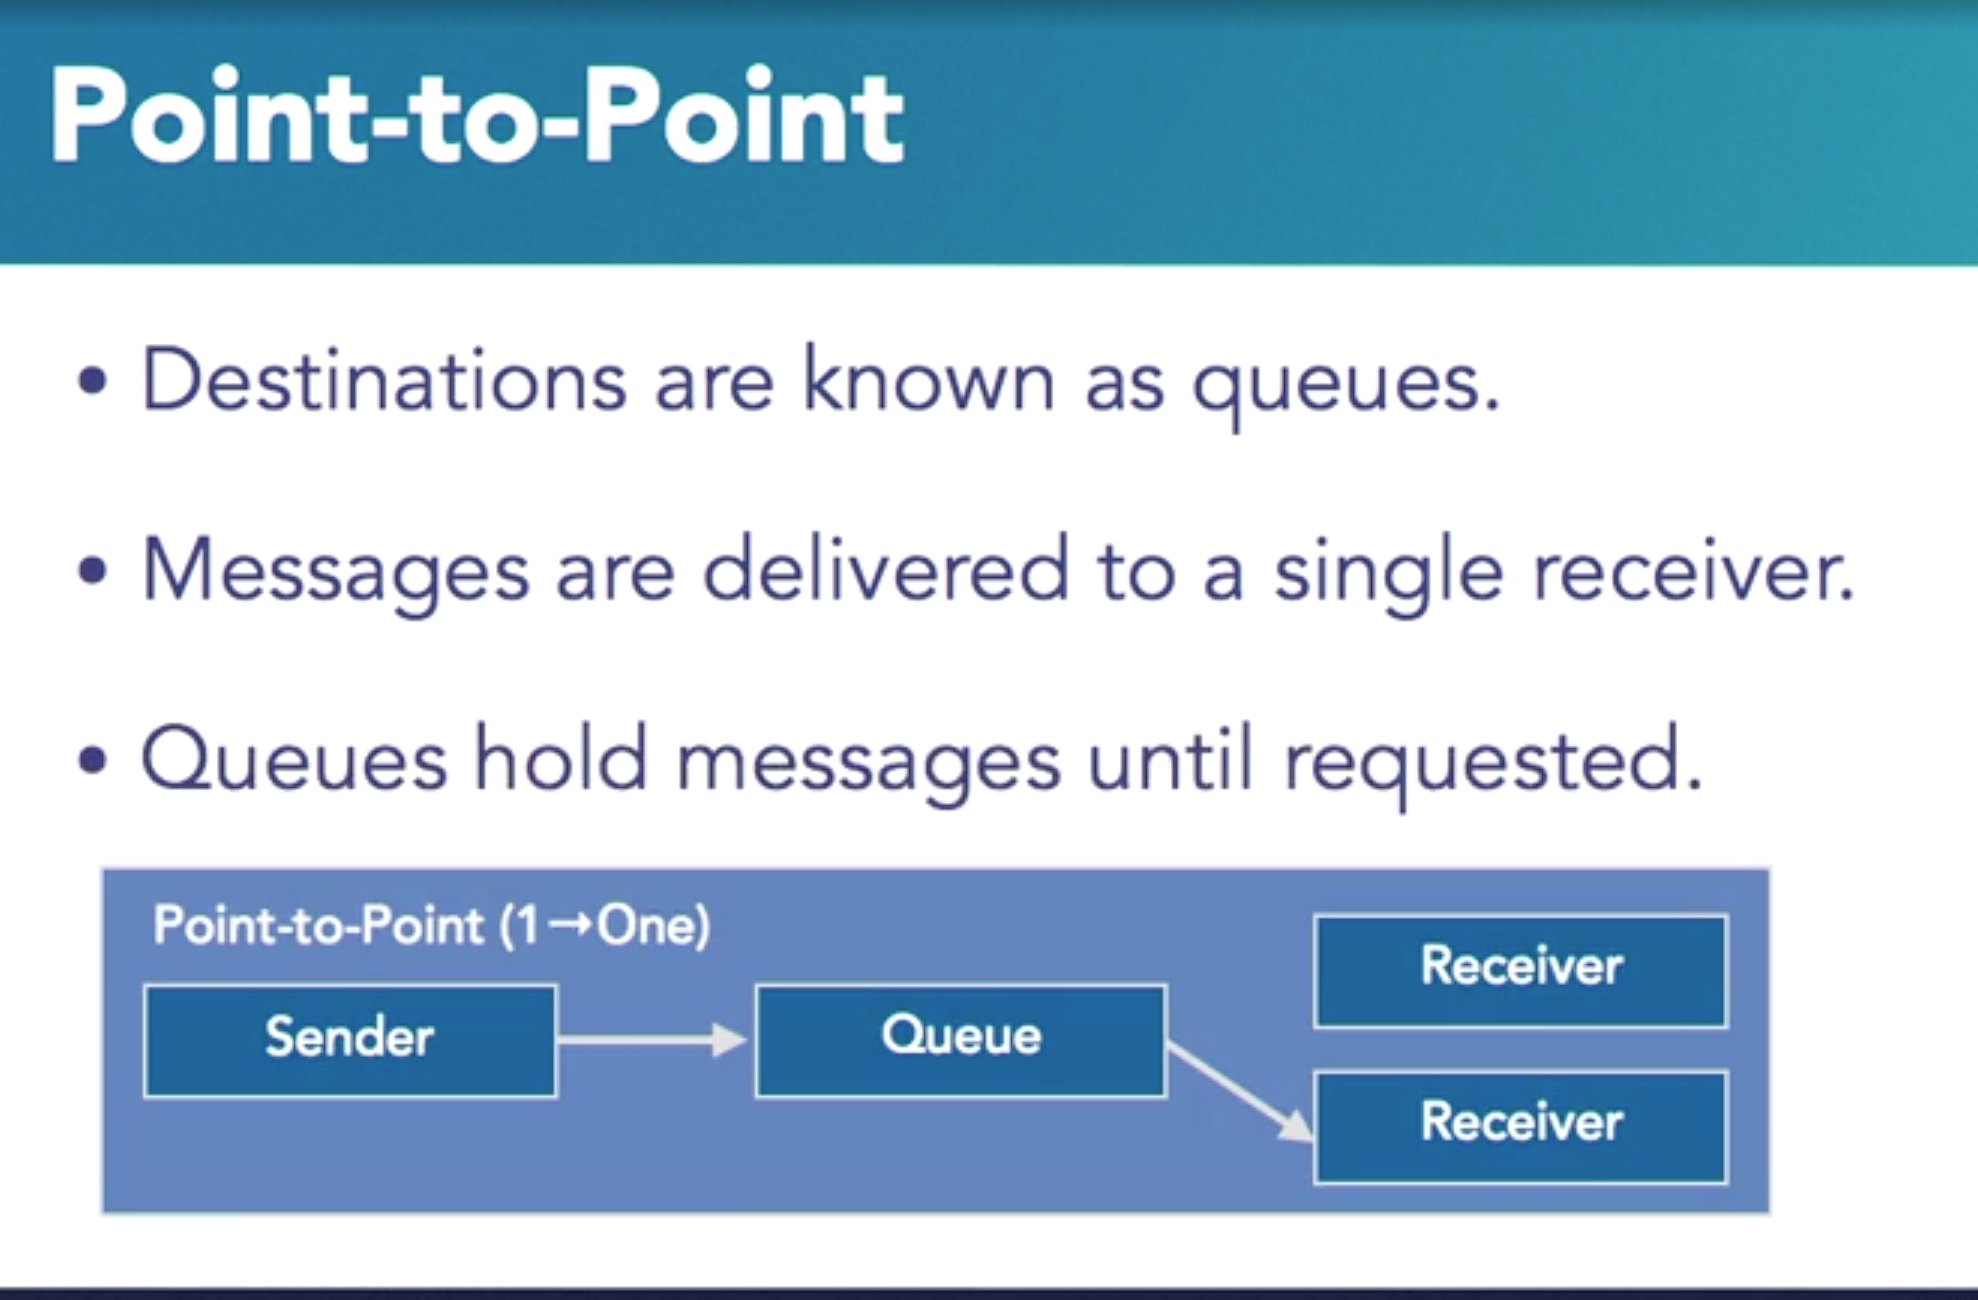 Point-to-Point
• Destinations are known as queues.
• Messages are delivered to a single receiver.
• Queues hold messages until requested.
Point-to-Point (1→One)
Sender
Queue
Receiver
Receiver